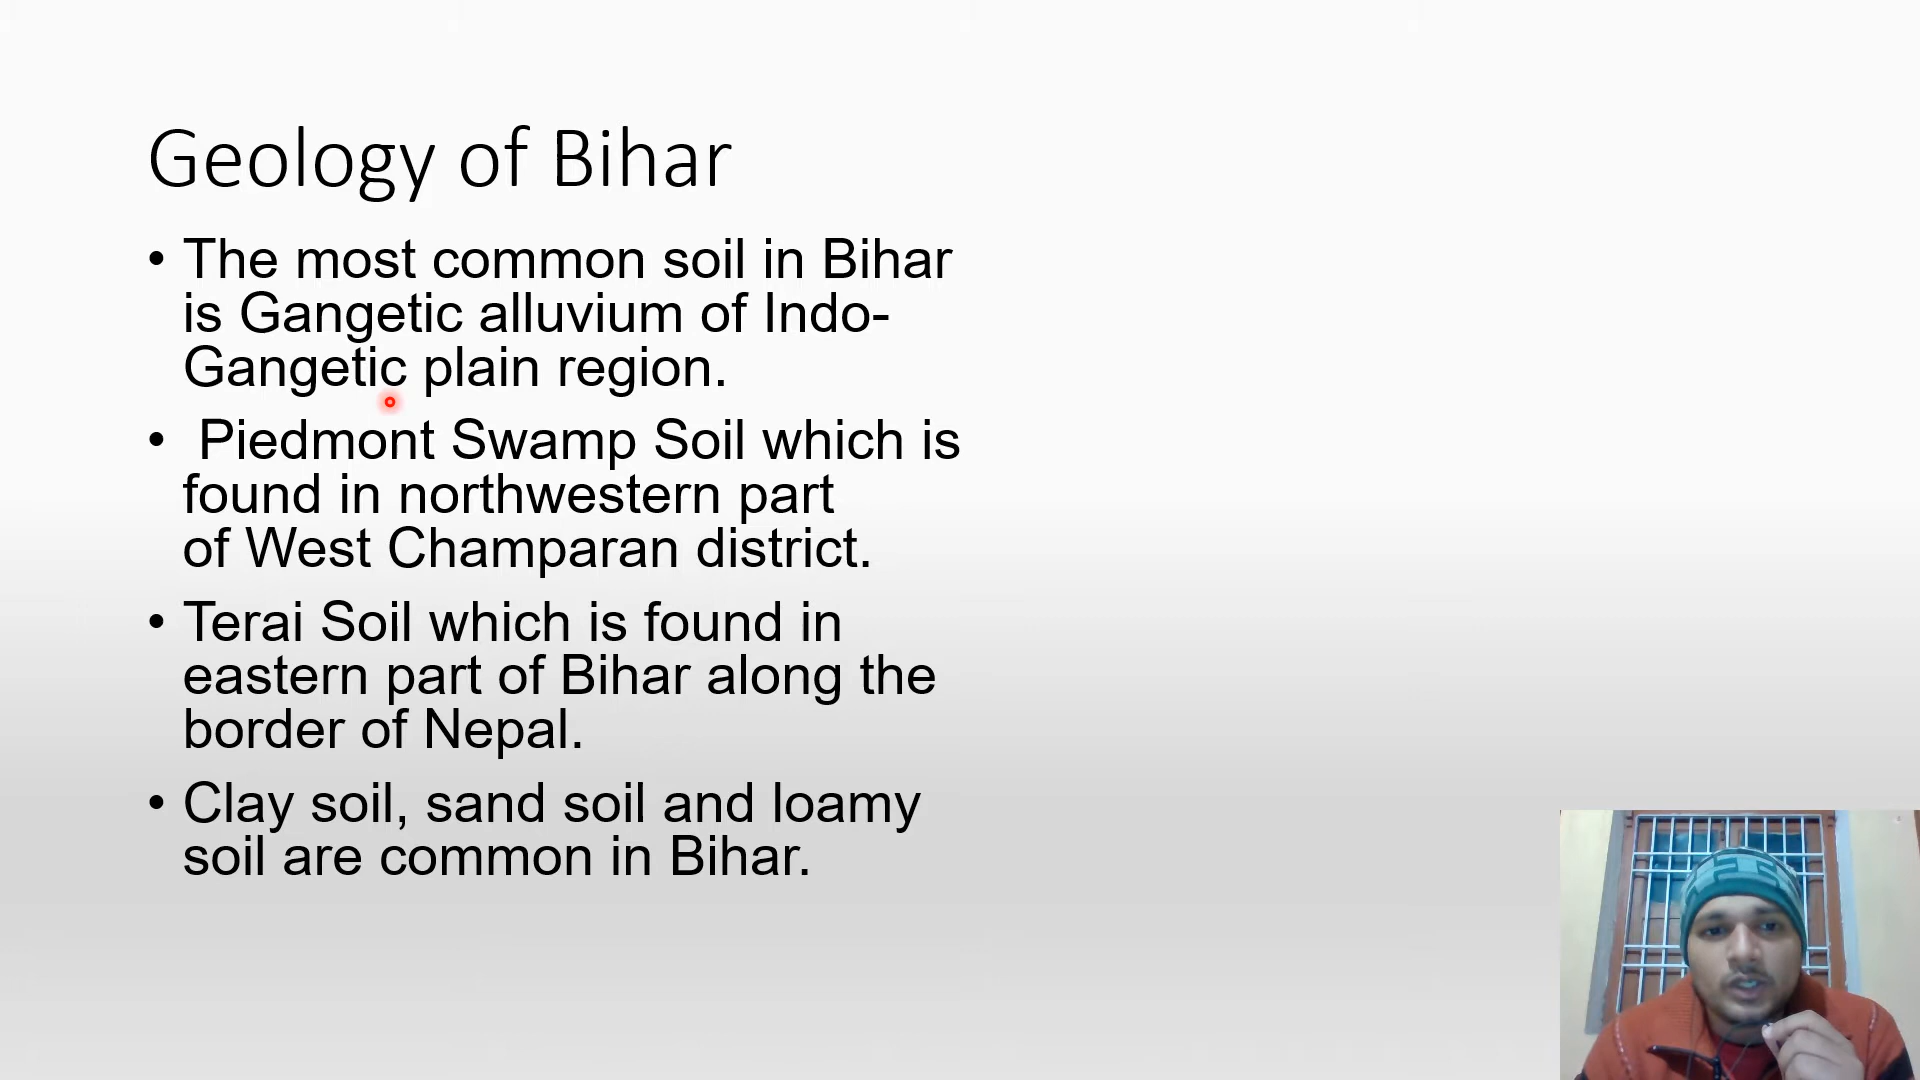 Geology of Bihar
• The most common soil in Bihar
is Gangetic alluvium of Indo-
Gangetic plain region.
• Piedmont Swamp Soil which is
found in northwestern part
of West Champaran district.
• Terai Soil which is found in
eastern part of Bihar along the
border of Nepal.
• Clay soil, sand soil and loamy
soil are common in Bihar.